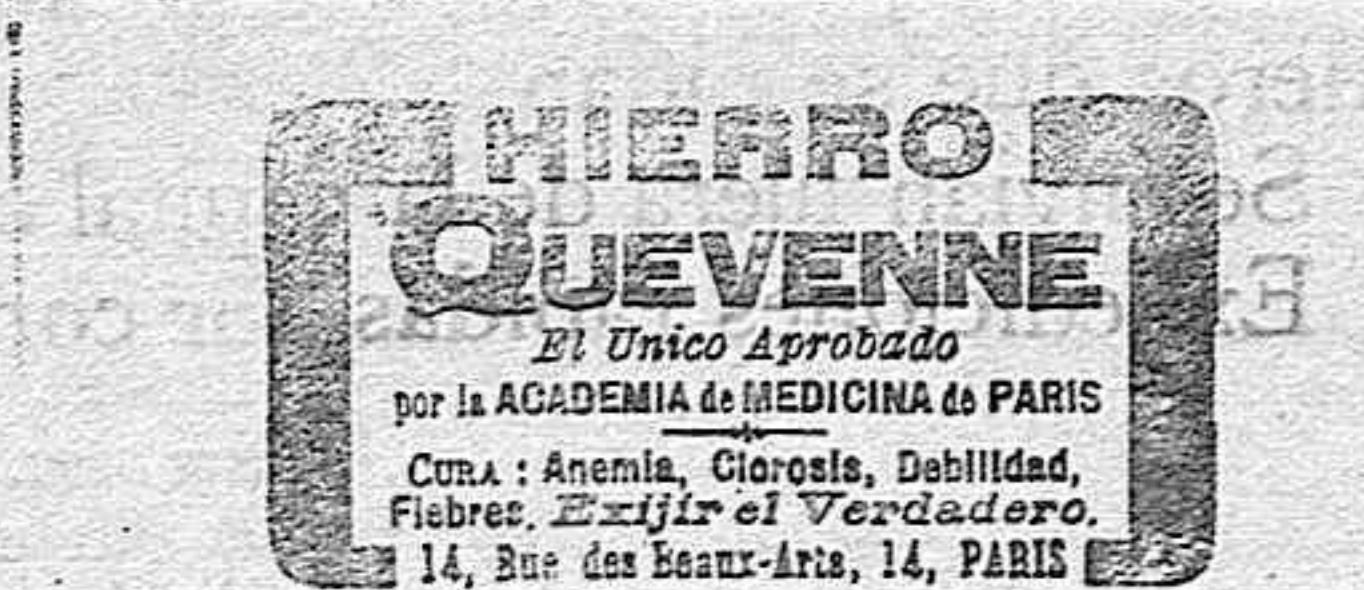 HIERRO
QUEVENNE
El Unico Aprobado
por la ACADEMIA de MEDICINA de PARIS
CURA : Anemia, Clorosis, Debilidad,
Fiebres. Exijir el Verdadero.
14, Rue des Beaux-Arts, 14, PARIS